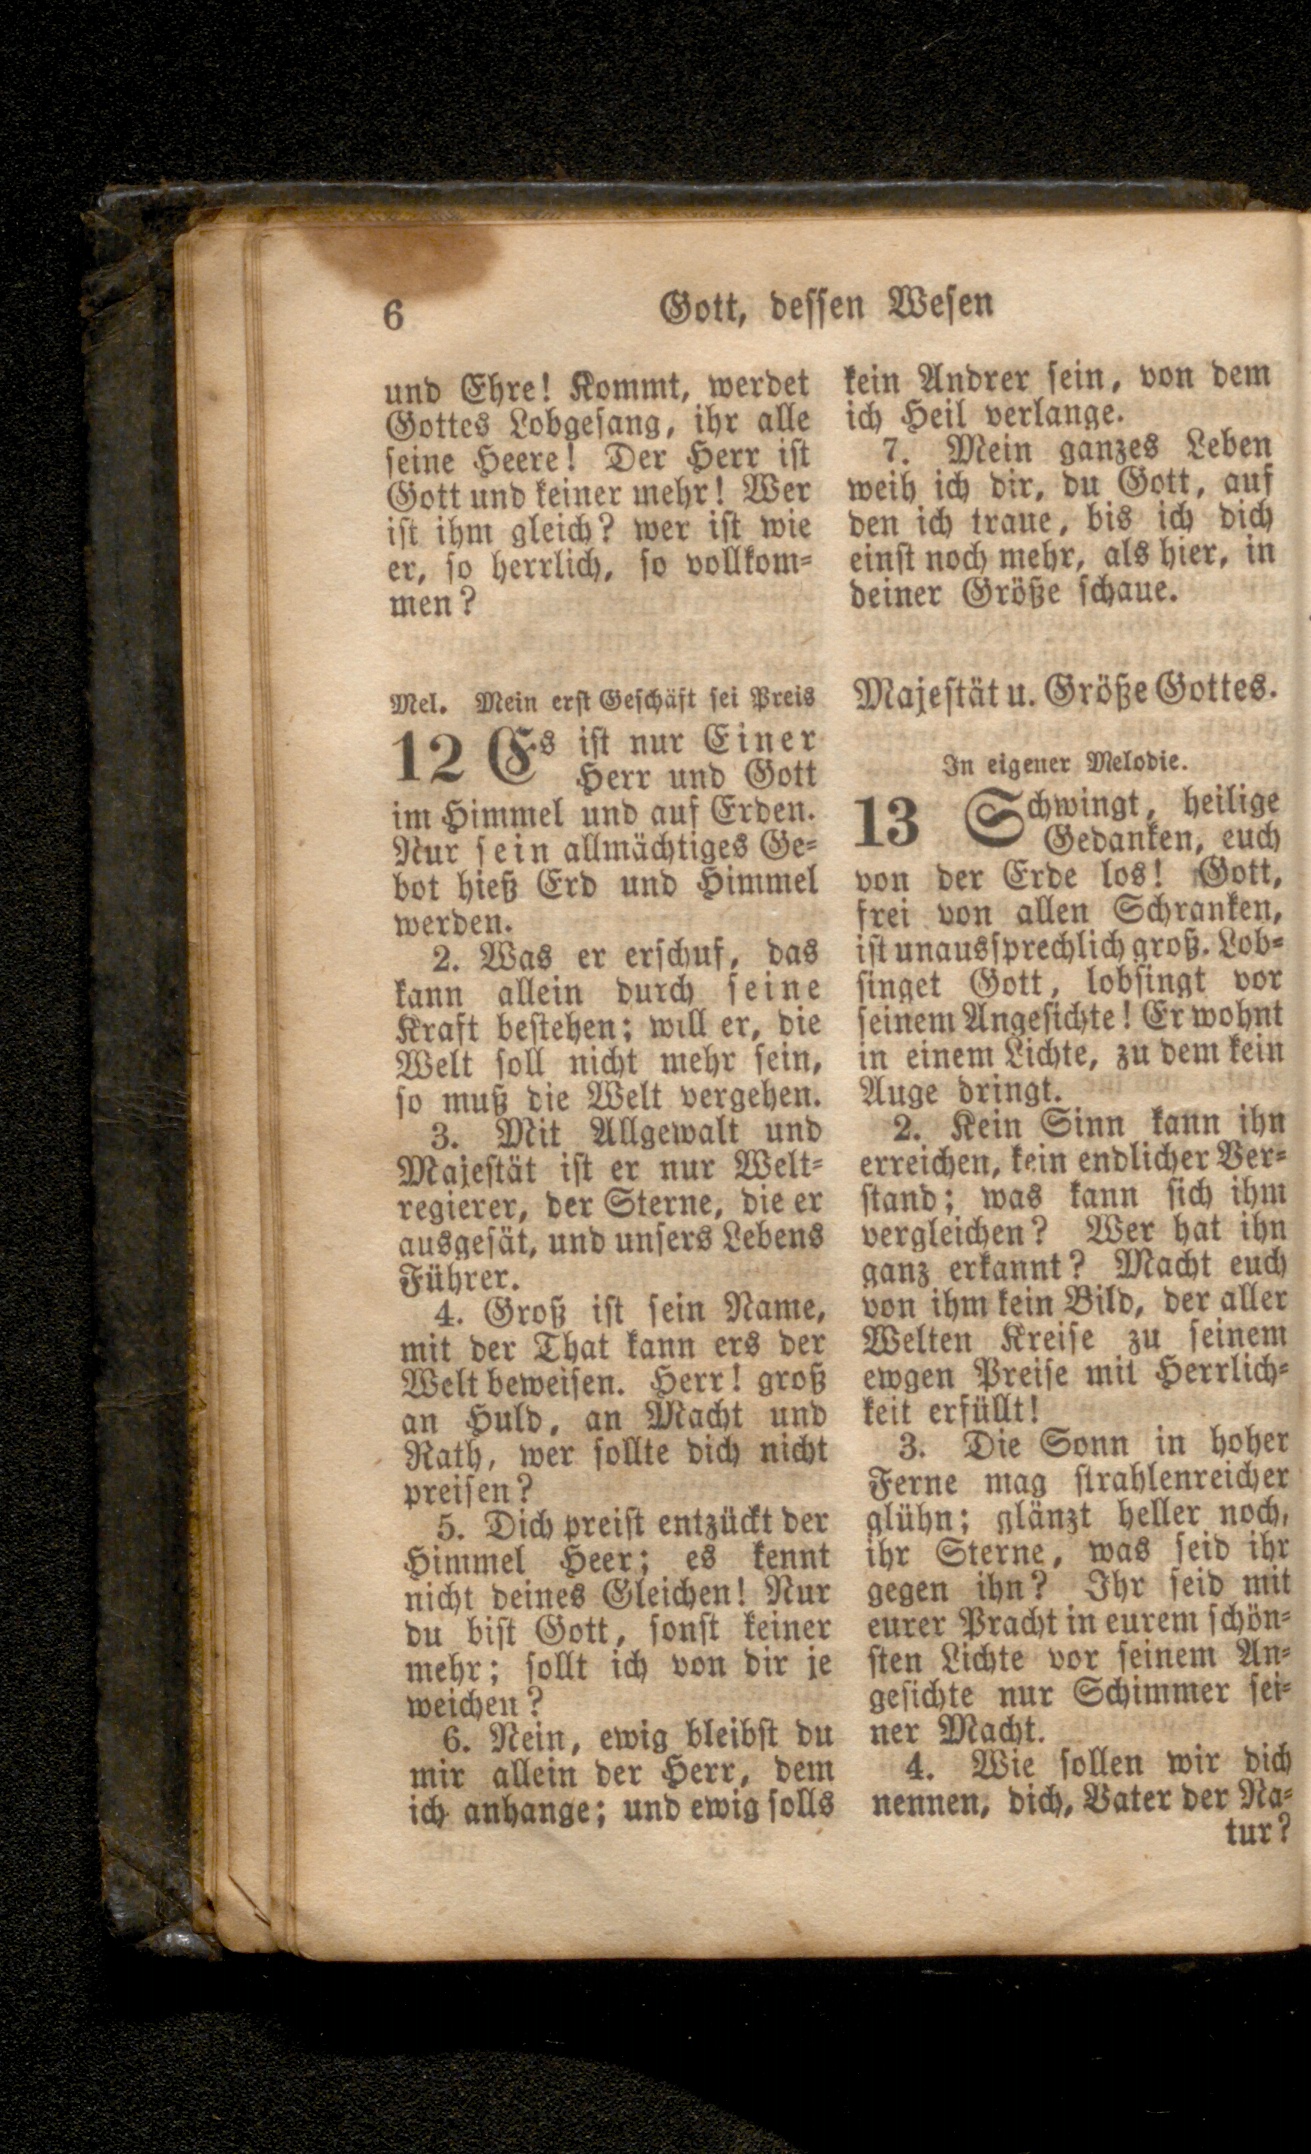 6
Gott, dessen Wesen
und Ehre! Kommt, werdet
Gottes Lobgesang, ihr alle
seine Heere! Der Herr ist
Gott und keiner mehr! Wer
ist ihm gleich? wer ist wie
er, so herrlich, so vollkom-
men?
Mel. Mein erst Geschäft sei Preis
12 Es ist nur Einer
Herr und Gott
im Himmel und auf Erden.
Nur sein allmächtiges Ge-
bot hieß Erd und Himmel
werden.
2. Was er erschuf, das
kann allein durch seine
Kraft bestehen; will er, die
Welt soll nicht mehr sein,
so muß die Welt vergehen.
3. Mit Allgewalt und
Majestät ist er nur Welt-
regierer, der Sterne, die er
ausgesät, und unsers Lebens
Führer.
4. Groß ist sein Name,
mit der That kann ers der
Welt beweisen. Herr! groß
an Huld, an Macht und
Rath, wer sollte dich nicht
preisen?
5. Dich preist entzückt der
Himmel Heer; es kennt
nicht deines Gleichen! Nur
du bist Gott, sonst keiner
mehr; sollt ich von dir je
weichen?
6. Nein, ewig bleibst du
mir allein der Herr, dem
ich anhange; und ewig solls
kein Andrer sein, von dem
ich Heil verlange.
7. Mein ganzes Leben
weih ich dir, du Gott, auf
den ich traue, bis ich dich
einst noch mehr, als hier, in
deiner Größe schaue.
Majestät u. Größe Gottes.
In eigener Melodie.
13 Schwingt, heilige
Gedanken, euch
von der Erde los! Gott,
frei von allen Schranken,
ist unaussprechlich groß. Lob-
singet Gott, lobsingt vor
seinem Angesichte! Er wohnt
in einem Lichte, zu dem kein
Auge dringt.
2. Kein Sinn kann ihn
erreichen, kein endlicher Ver-
stand; was kann sich ihm
vergleichen? Wer hat ihn
ganz erkannt? Macht euch
von ihm kein Bild, der aller
Welten Kreise zu seinem
ewgen Preise mit Herrlich-
keit erfüllt!
3. Die Sonn in hoher
Ferne mag strahlenreicher
glühn; glänzt heller noch,
ihr Sterne, was seid ihr
gegen ihn? Ihr seid mit
eurer Pracht in eurem schön-
sten Lichte vor seinem An-
gesichte nur Schimmer sei-
ner Macht.
4. Wie sollen wir dich
nennen, dich, Vater der Na-
tur?